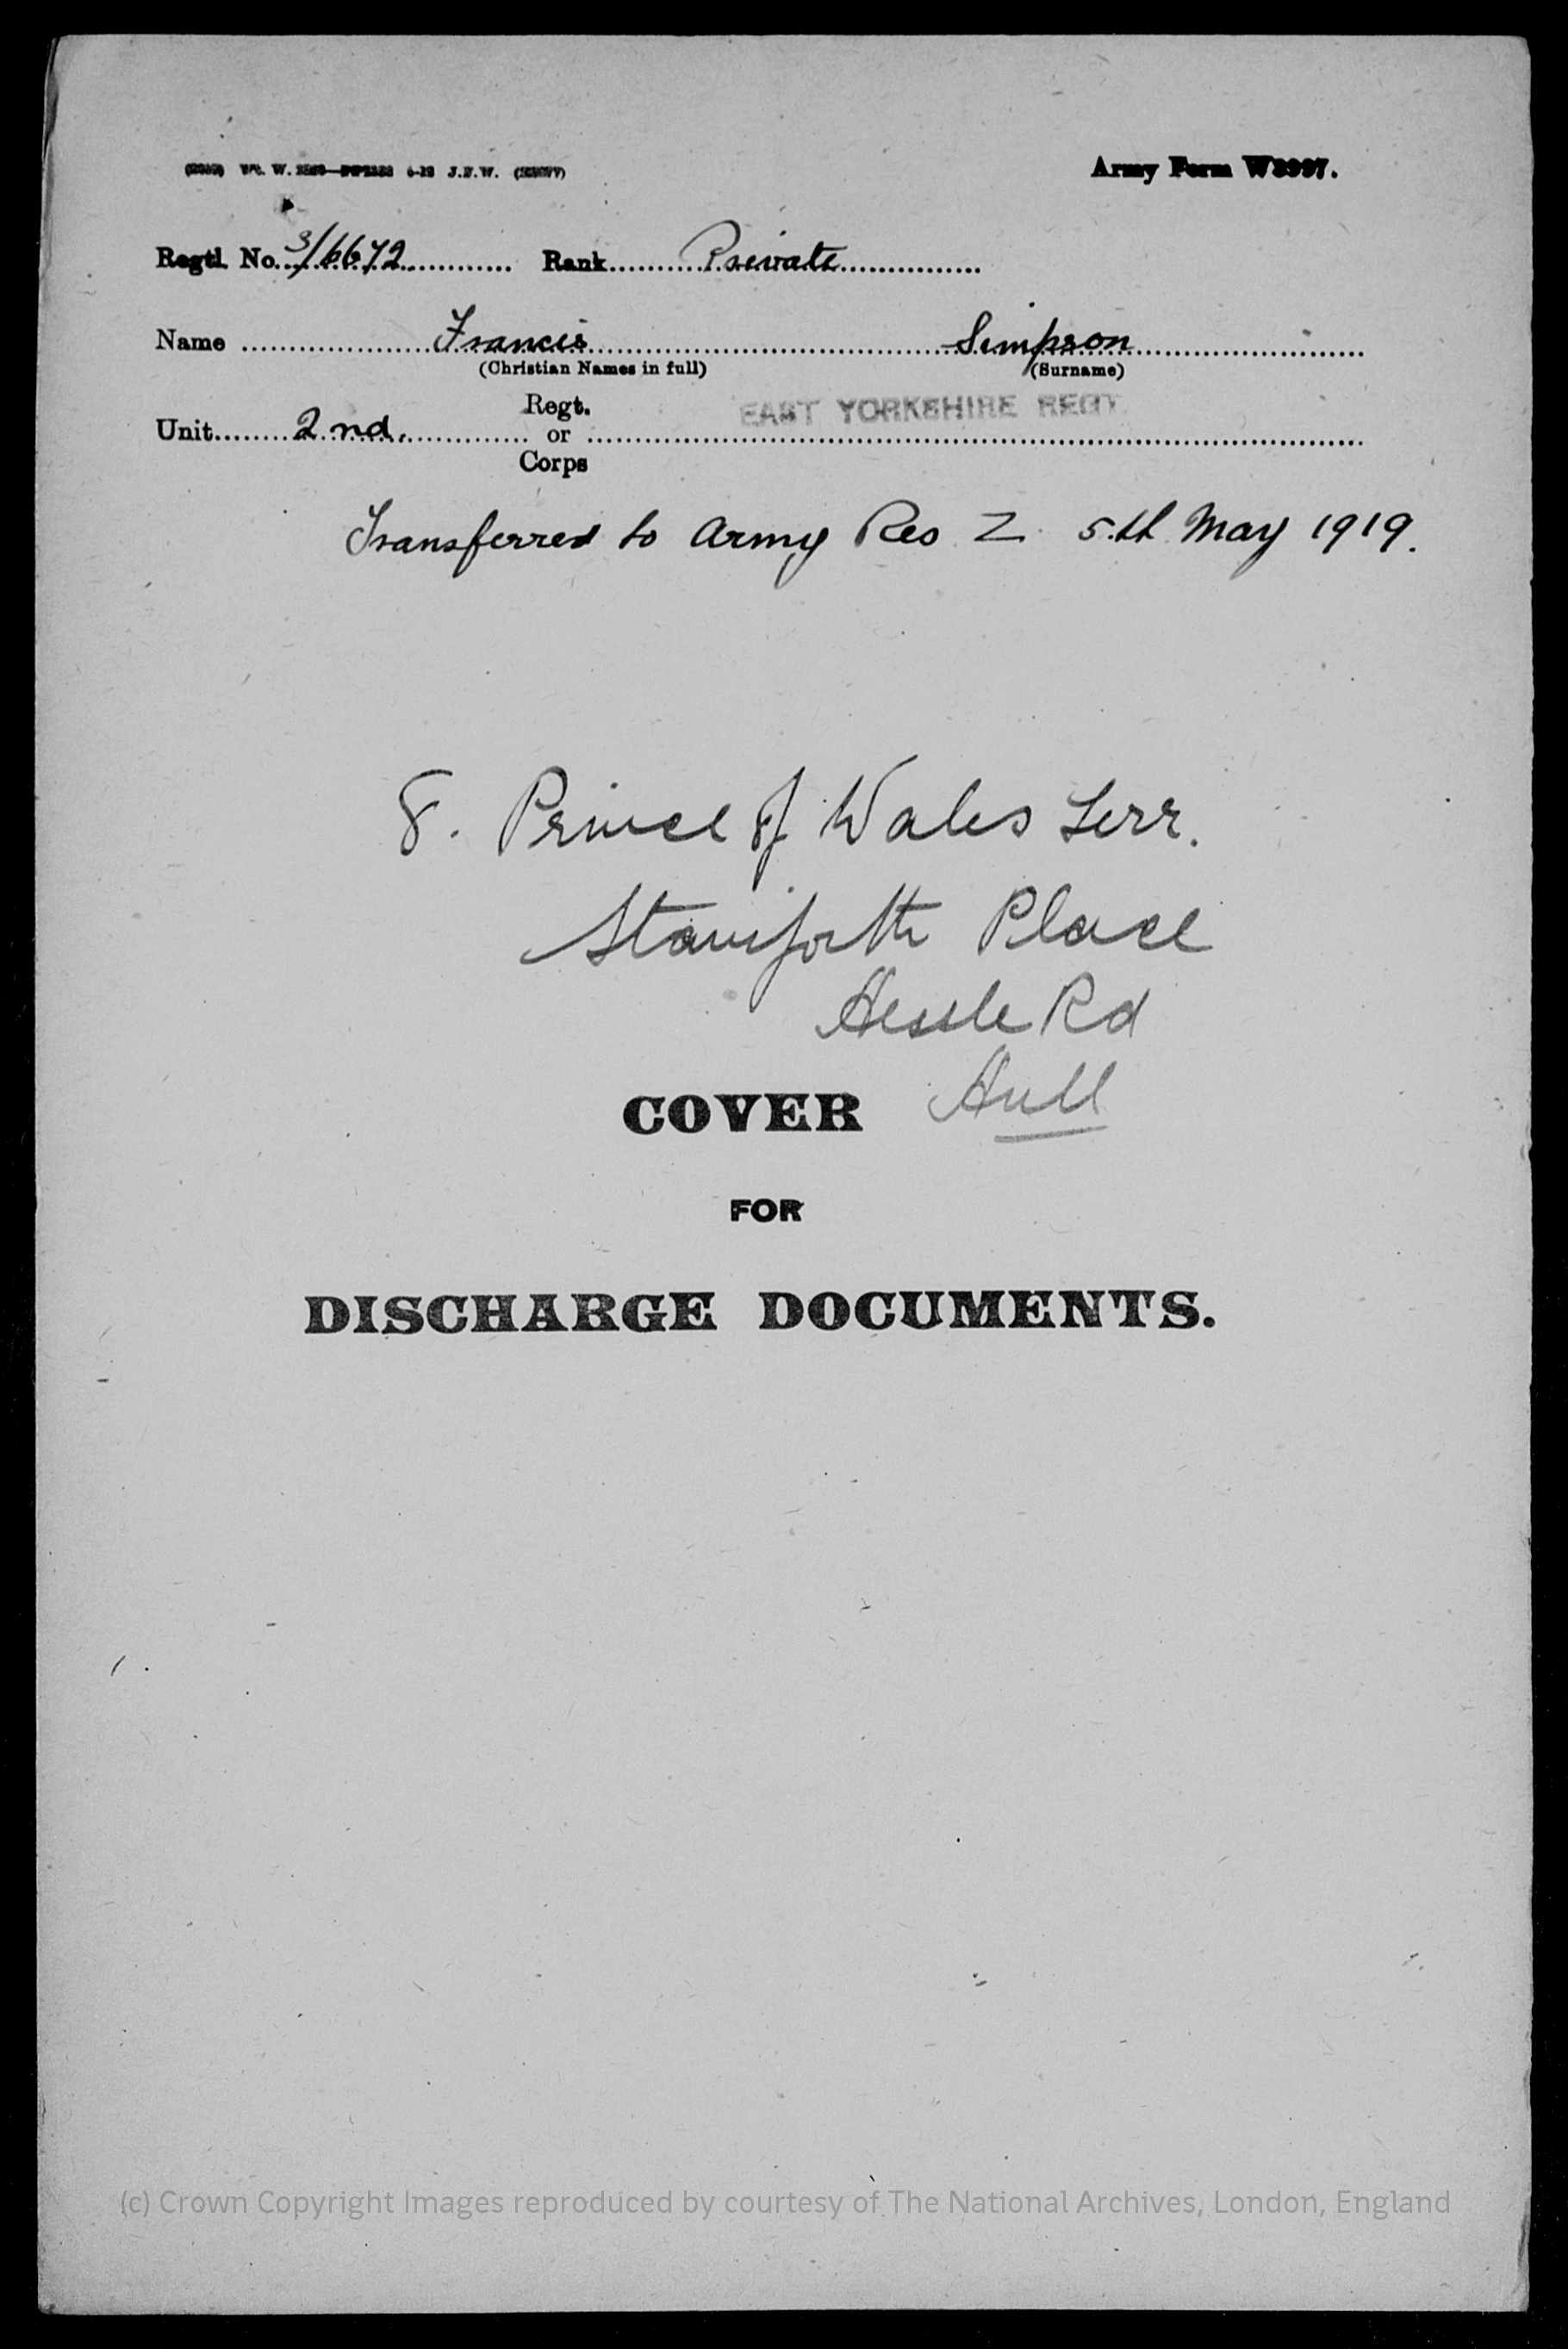 J.F.W.
Army Form W3997.
Regtl. No. 3/6672 Rank Private
Name Francis Simpson
(Christian Names in full) (Surname)
EAST YORKSHIRE REGT.
Unit 2nd. Regt. or Corps
Transferred to Army Res Z 5.th May 1919.
8. Prince of Wales Terr.
Staniforth Place
Hessle Rd
Hull
COVER
FOR
DISCHARGE DOCUMENTS.
(c) Crown Copyright Images reproduced by courtesy of The National Archives, London, England